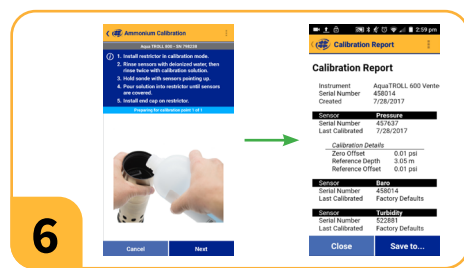 Ammonium Calibration
Aqua TROLL 600 - SN 798238
1. Install restrictor in calibration mode.
2. Rinse sensors with deionized water, then
rinse twice with calibration solution.
3. Hold sonde with sensors pointing up.
4. Pour solution into restrictor until sensors
are covered.
5. Install end cap on restrictor.
Preparing for calibration point 1 of 1
Cancel Next
2:59 pm
Calibration Report
Calibration Report
Instrument AquaTROLL 600 Vente
Serial Number 458014
Created 7/28/2017
Sensor Pressure
Serial Number 457637
Last Calibrated 7/28/2017
Calibration Details
Zero Offset 0.01 psi
Reference Depth 3.05 m
Reference Offset 0.01 psi
Sensor Baro
Serial Number 458014
Last Calibrated Factory Defaults
Sensor Turbidity
Serial Number 522881
Last Calibrated Factory Defaults
Close Save to...
6